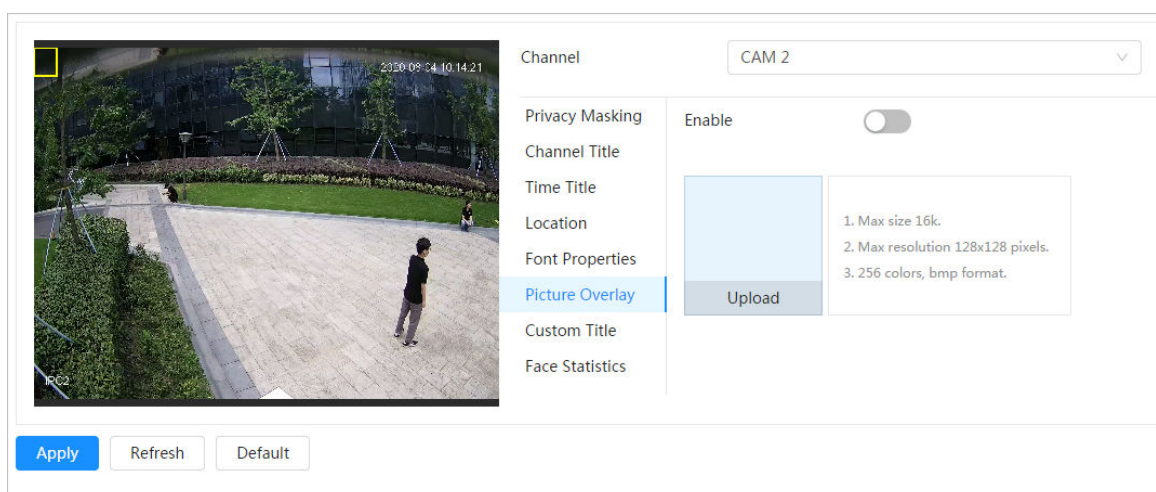 2020-09-04 10:14:21
IPC2
Channel
CAM 2
Privacy Masking
Channel Title
Time Title
Location
Font Properties
Picture Overlay
Custom Title
Face Statistics
Enable
Upload
1. Max size 16k.
2. Max resolution 128x128 pixels.
3. 256 colors, bmp format.
Apply
Refresh
Default